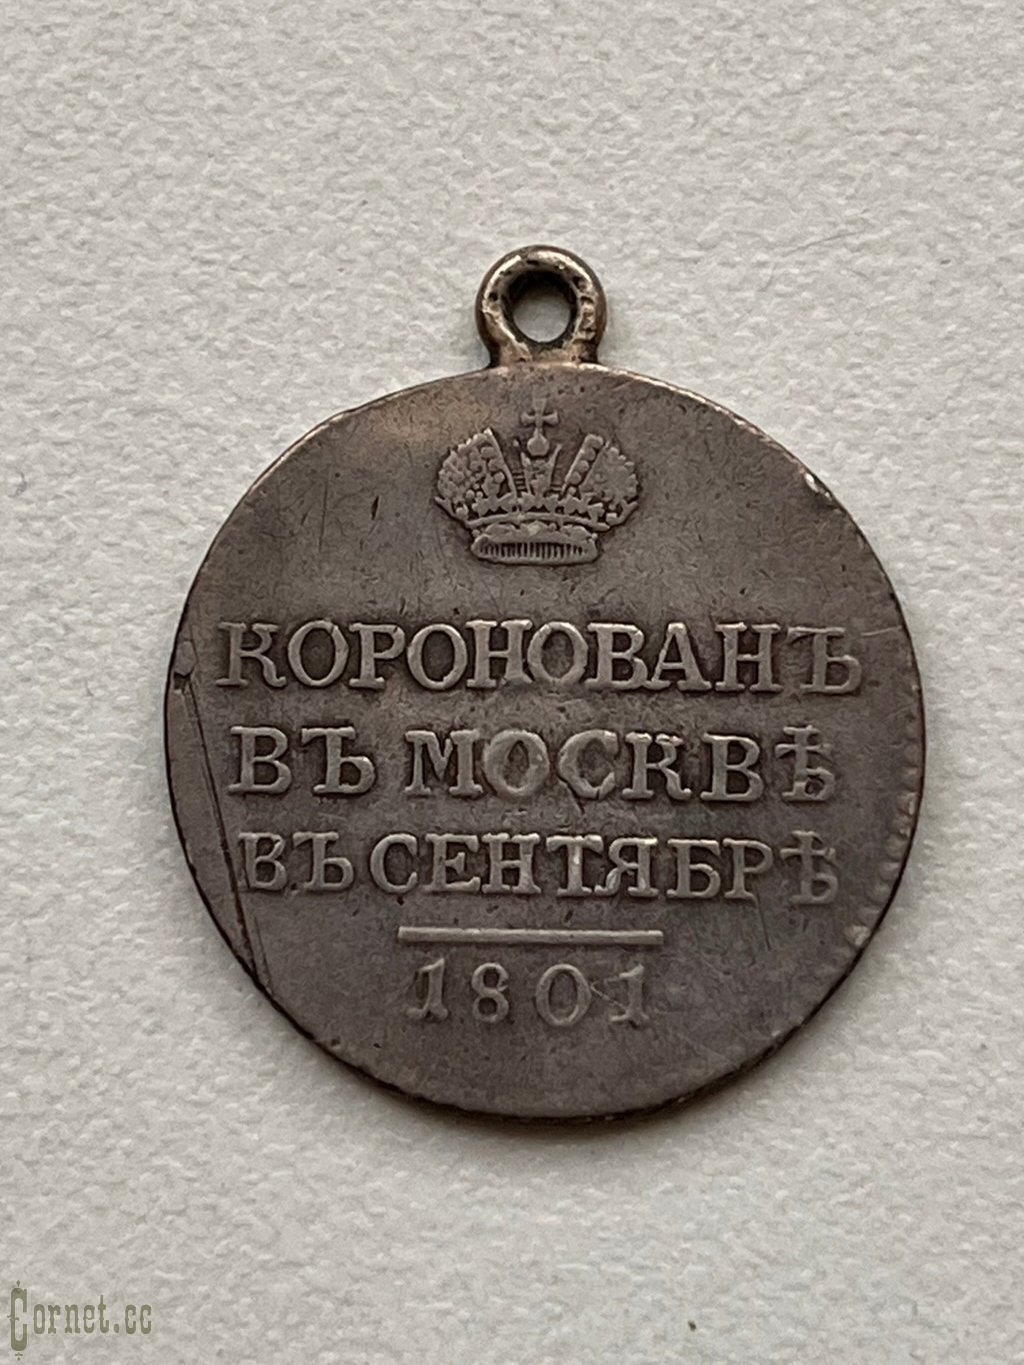 КОРОНОВАНЪ
ВЪ МОСКВѢ
ВЪ СЕНТЯБРѢ
1801
Cornet.cc